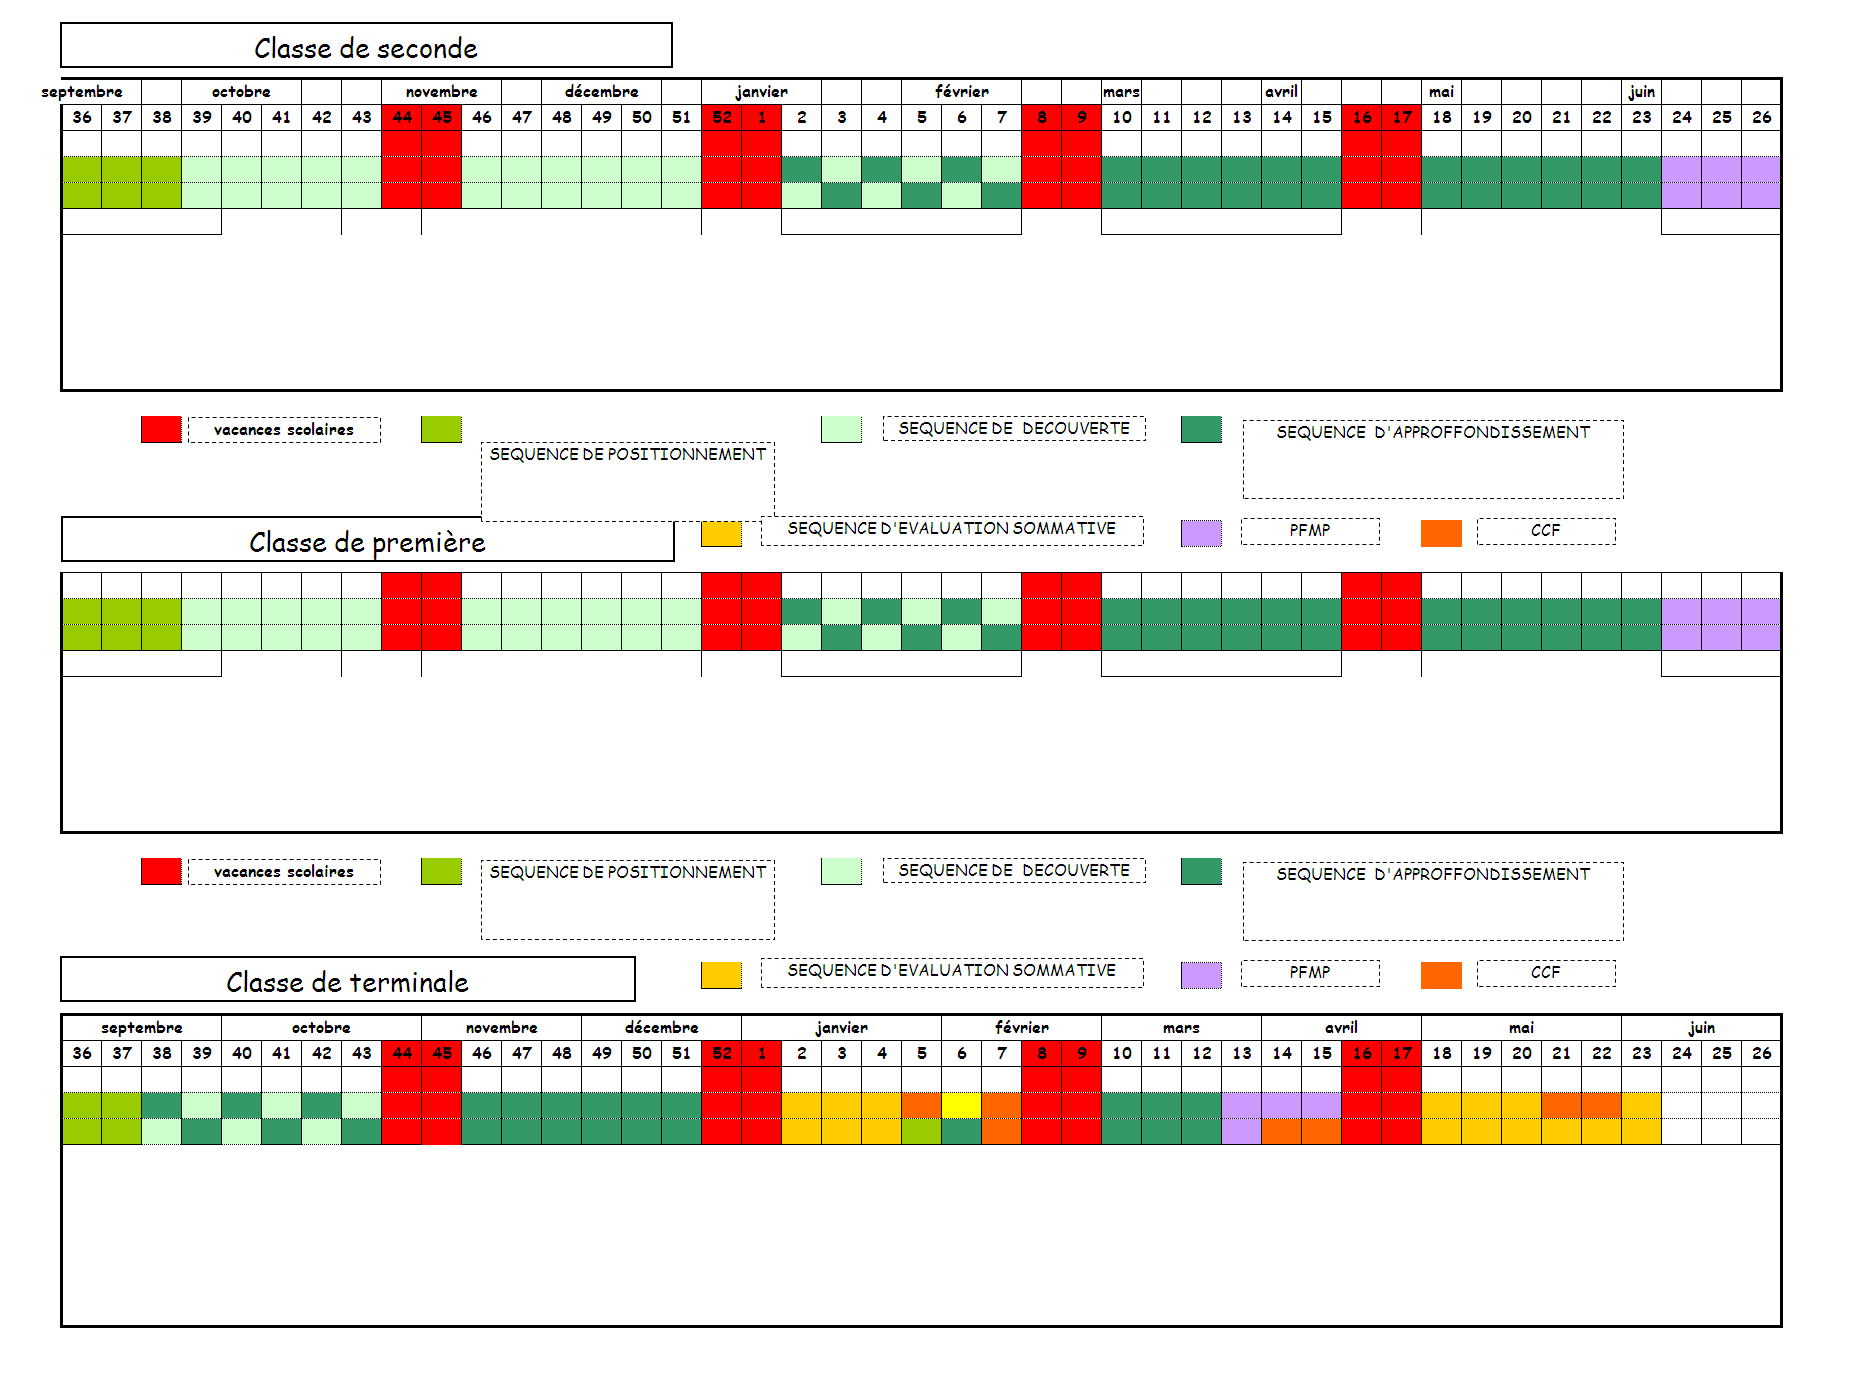 Classe de seconde
septembre octobre novembre décembre janvier février mars avril mai juin
36 37 38 39 40 41 42 43 44 45 46 47 48 49 50 51 52 1 2 3 4 5 6 7 8 9 10 11 12 13 14 15 16 17 18 19 20 21 22 23 24 25 26
vacances scolaires
SEQUENCE DE POSITIONNEMENT
SEQUENCE DE DECOUVERTE
SEQUENCE D'APPROFFONDISSEMENT
Classe de première
SEQUENCE D'EVALUATION SOMMATIVE
PFMP
CCF
vacances scolaires
SEQUENCE DE POSITIONNEMENT
SEQUENCE DE DECOUVERTE
SEQUENCE D'APPROFFONDISSEMENT
Classe de terminale
SEQUENCE D'EVALUATION SOMMATIVE
PFMP
CCF
septembre octobre novembre décembre janvier février mars avril mai juin
36 37 38 39 40 41 42 43 44 45 46 47 48 49 50 51 52 1 2 3 4 5 6 7 8 9 10 11 12 13 14 15 16 17 18 19 20 21 22 23 24 25 26